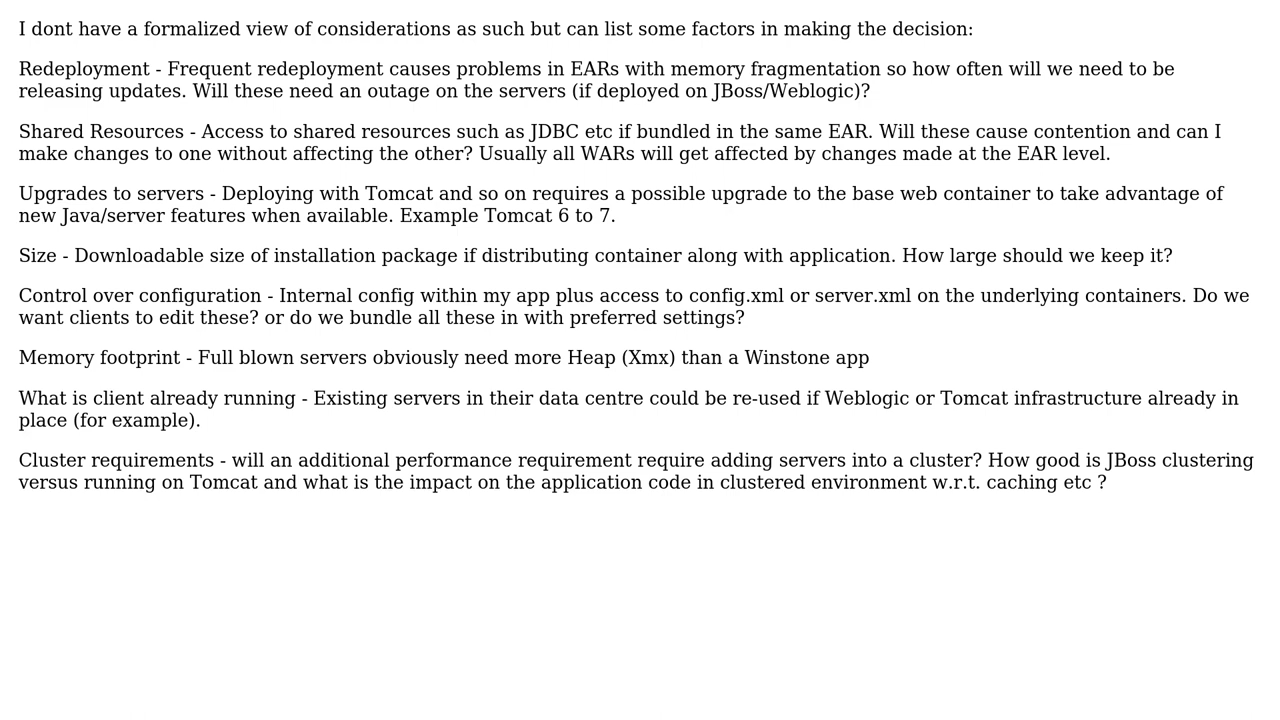 I dont have a formalized view of considerations as such but can list some factors in making the decision:
Redeployment - Frequent redeployment causes problems in EARs with memory fragmentation so how often will we need to be
releasing updates. Will these need an outage on the servers (if deployed on JBoss/Weblogic)?
Shared Resources - Access to shared resources such as JDBC etc if bundled in the same EAR. Will these cause contention and can I
make changes to one without affecting the other? Usually all WARs will get affected by changes made at the EAR level.
Upgrades to servers - Deploying with Tomcat and so on requires a possible upgrade to the base web container to take advantage of
new Java/server features when available. Example Tomcat 6 to 7.
Size - Downloadable size of installation package if distributing container along with application. How large should we keep it?
Control over configuration - Internal config within my app plus access to config.xml or server.xml on the underlying containers. Do we
want clients to edit these? or do we bundle all these in with preferred settings?
Memory footprint - Full blown servers obviously need more Heap (Xmx) than a Winstone app
What is client already running - Existing servers in their data centre could be re-used if Weblogic or Tomcat infrastructure already in
place (for example).
Cluster requirements - will an additional performance requirement require adding servers into a cluster? How good is JBoss clustering
versus running on Tomcat and what is the impact on the application code in clustered environment w.r.t. caching etc ?